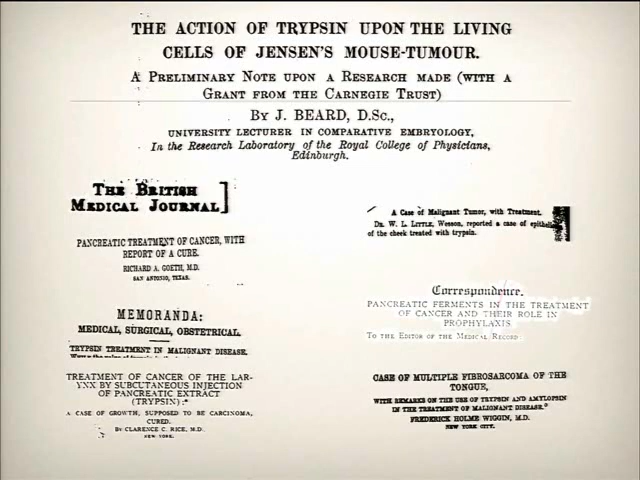 THE ACTION OF TRYPSIN UPON THE LIVING
CELLS OF JENSEN'S MOUSE-TUMOUR.
A PRELIMINARY NOTE UPON A RESEARCH MADE (WITH A
GRANT FROM THE CARNEGIE TRUST)
BY J. BEARD, D.Sc.,
UNIVERSITY LECTURER IN COMPARATIVE EMBRYOLOGY,
In the Research Laboratory of the Royal College of Physicians,
Edinburgh.
THE BRITISH
MEDICAL JOURNAL]
PANCREATIC TREATMENT OF CANCER, WITH
REPORT OF A CURE.
RICHARD A. GOETH, M.D.
SAN ANTONIO, TEXAS.
MEMORANDA:
MEDICAL, SURGICAL, OBSTETRICAL.
TRYPSIN TREATMENT IN MALIGNANT DISEASE.
TREATMENT OF CANCER OF THE LAR-
YNX BY SUBCUTANEOUS INJECTION
OF PANCREATIC EXTRACT
(TRYPSIN):*
A CASE OF GROWTH, SUPPOSED TO BE CARCINOMA,
CURED.
BY CLARENCE C. RICE, M.D.
NEW YORK.
A Case of Malignant Tumor, with Treatment.
DR. W. L. LITTLE, Wesson, reported a case of
of the cheek treated with trypsin.
Correspondence.
PANCREATIC FERMENTS IN THE TREATMENT
OF CANCER AND THEIR ROLE IN
PROPHYLAXIS
TO THE EDITOR OF THE MEDICAL RECORD:
CASE OF MULTIPLE FIBROSARCOMA OF THE
TONGUE,
WITH REMARKS ON THE USE OF TRYPSIN AND AMYLOPSIN
IN THE TREATMENT OF MALIGNANT DISEASE.*
FREDERICK HOLME WIGGIN, M.D.
NEW YORK CITY.